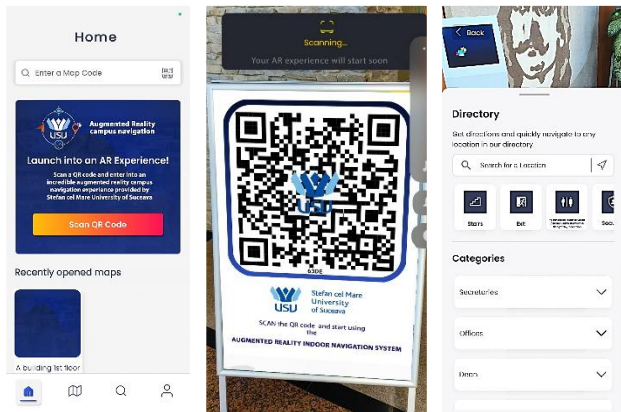 Home
Enter a Map Code
USU
Augmented Reality
campus navigation
Launch into an AR Experience!
Scan a QR code and enter into an
incredible augmented reality campus
navigation experience provided by
Stefan cel Mare University of Suceava
Scan QR Code
Recently opened maps
A building 1st floor
Scanning...
Your AR experience will start soon
USU
63DE
USU
Stefan cel Mare
University
of Suceava
SCAN the QR code and start using
the
AUGMENTED REALITY INDOOR NAVIGATION SYSTEM
Back
Directory
Get directions and quickly navigate to any
location in our directory.
Search for a Location
Stairs
Exit
Categories
Secretaries
Offices
Dean